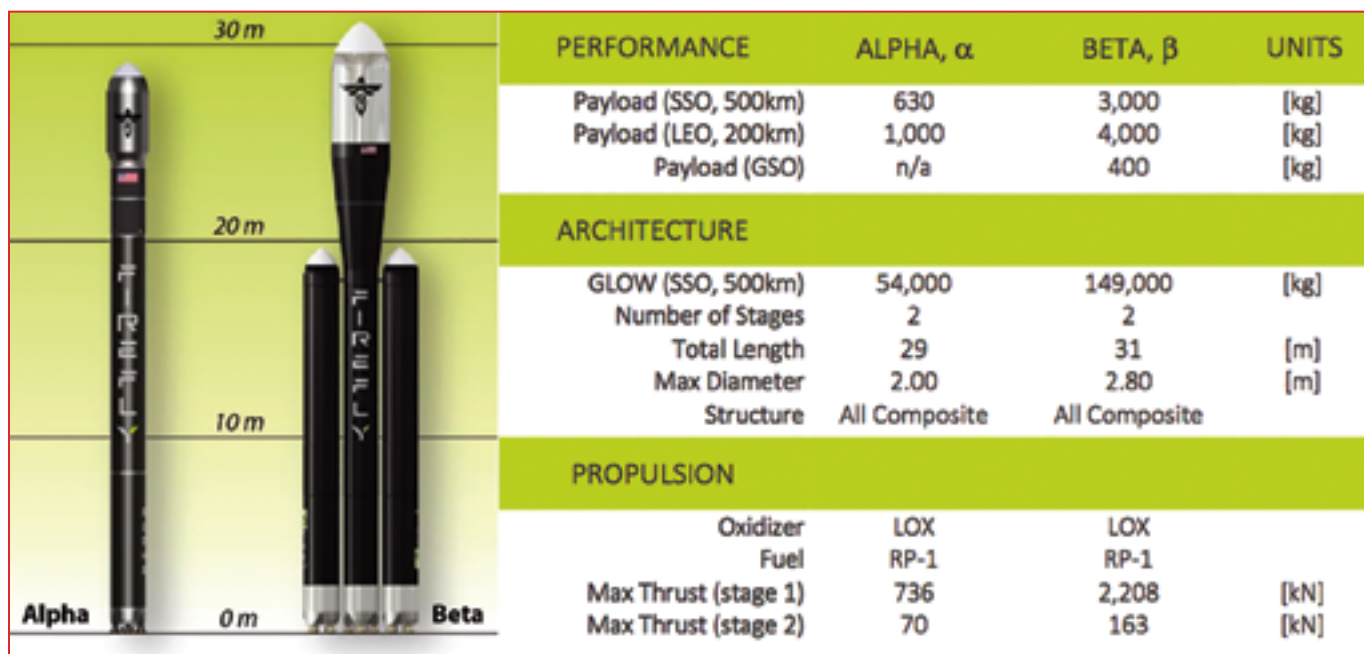 30 m
20 m
FIREFLY
FIREFLY
10 m
Alpha
0 m
Beta
PERFORMANCE ALPHA, α BETA, β UNITS
Payload (SSO, 500km) 630 3,000 [kg]
Payload (LEO, 200km) 1,000 4,000 [kg]
Payload (GSO) n/a 400 [kg]
ARCHITECTURE
GLOW (SSO, 500km) 54,000 149,000 [kg]
Number of Stages 2 2
Total Length 29 31 [m]
Max Diameter 2.00 2.80 [m]
Structure All Composite All Composite
PROPULSION
Oxidizer LOX LOX
Fuel RP-1 RP-1
Max Thrust (stage 1) 736 2,208 [kN]
Max Thrust (stage 2) 70 163 [kN]